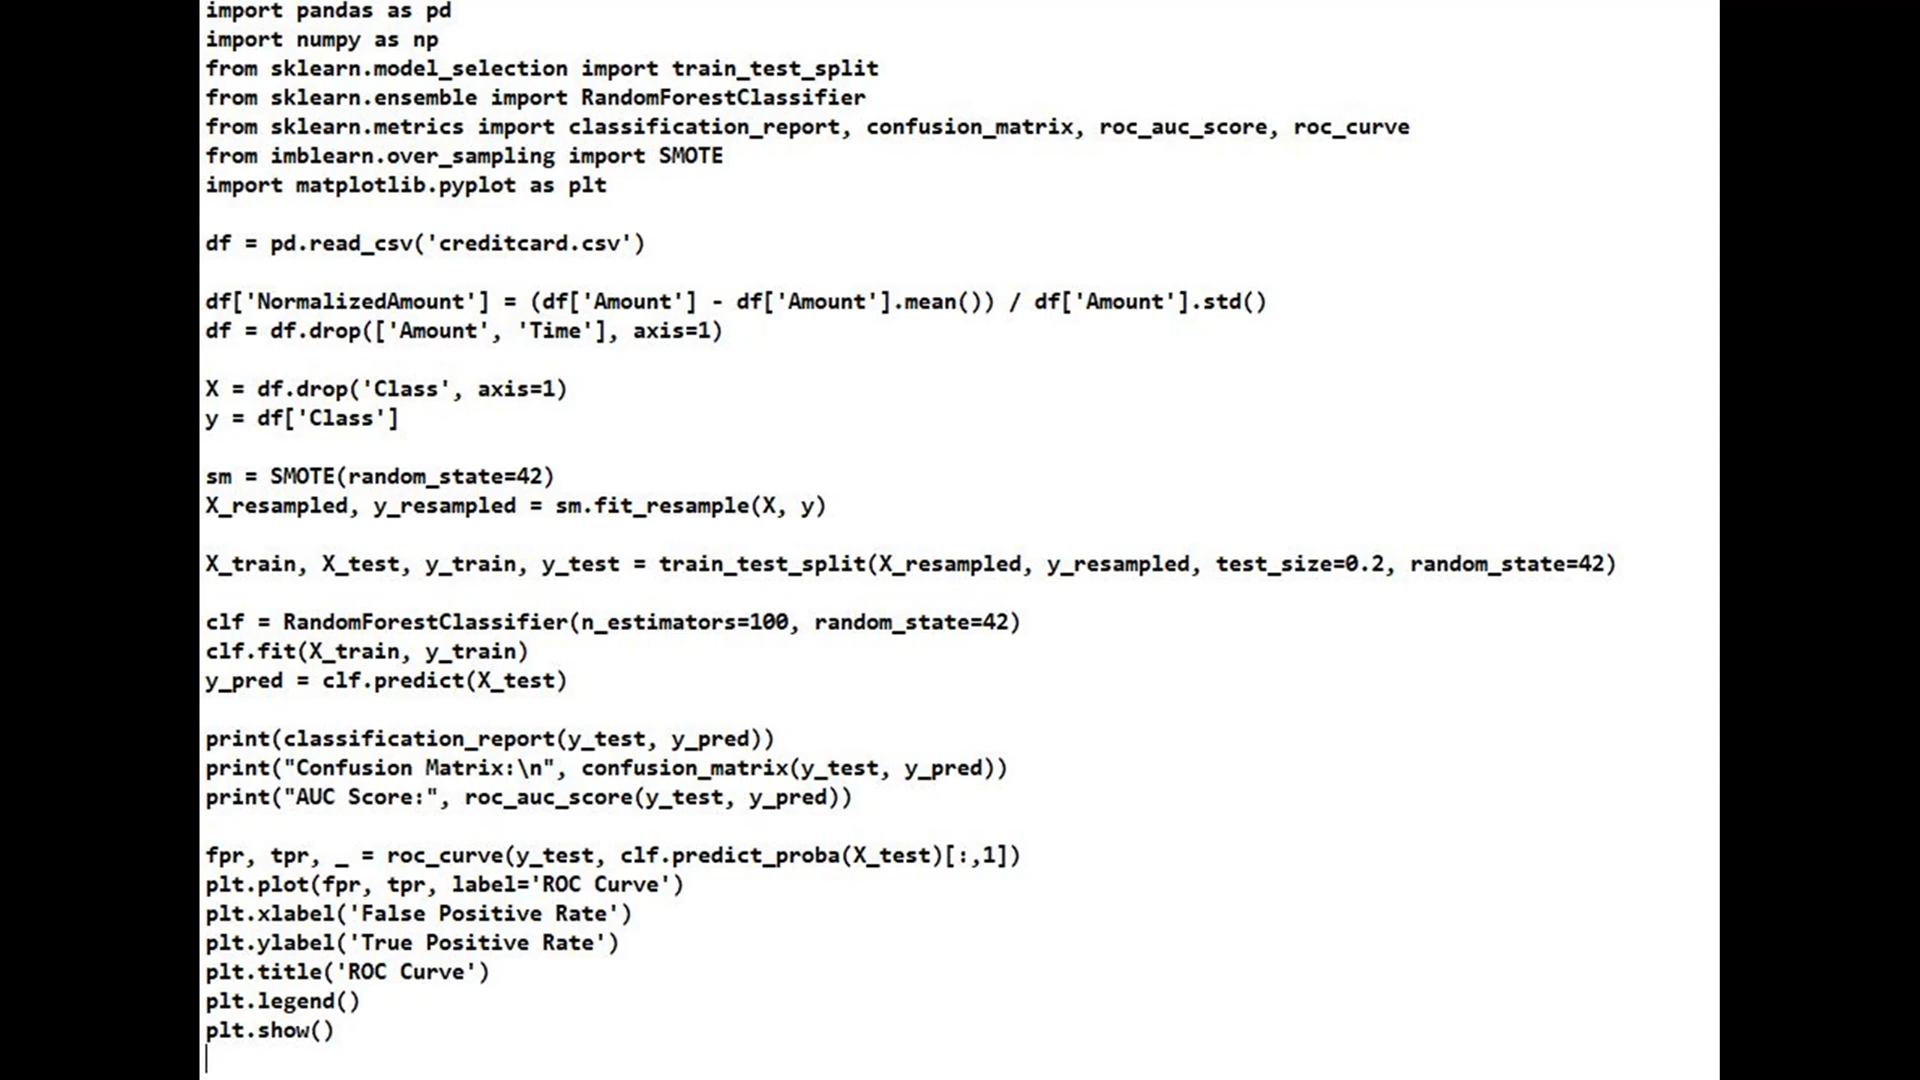 import pandas as pd
import numpy as np
from sklearn.model_selection import train_test_split
from sklearn.ensemble import RandomForestClassifier
from sklearn.metrics import classification_report, confusion_matrix, roc_auc_score, roc_curve
from imblearn.over_sampling import SMOTE
import matplotlib.pyplot as plt

df = pd.read_csv('creditcard.csv')

df['NormalizedAmount'] = (df['Amount'] - df['Amount'].mean()) / df['Amount'].std()
df = df.drop(['Amount', 'Time'], axis=1)

X = df.drop('Class', axis=1)
y = df['Class']

sm = SMOTE(random_state=42)
X_resampled, y_resampled = sm.fit_resample(X, y)

X_train, X_test, y_train, y_test = train_test_split(X_resampled, y_resampled, test_size=0.2, random_state=42)

clf = RandomForestClassifier(n_estimators=100, random_state=42)
clf.fit(X_train, y_train)
y_pred = clf.predict(X_test)

print(classification_report(y_test, y_pred))
print("Confusion Matrix:\n", confusion_matrix(y_test, y_pred))
print("AUC Score:", roc_auc_score(y_test, y_pred))

fpr, tpr, _ = roc_curve(y_test, clf.predict_proba(X_test)[:,1])
plt.plot(fpr, tpr, label='ROC Curve')
plt.xlabel('False Positive Rate')
plt.ylabel('True Positive Rate')
plt.title('ROC Curve')
plt.legend()
plt.show()